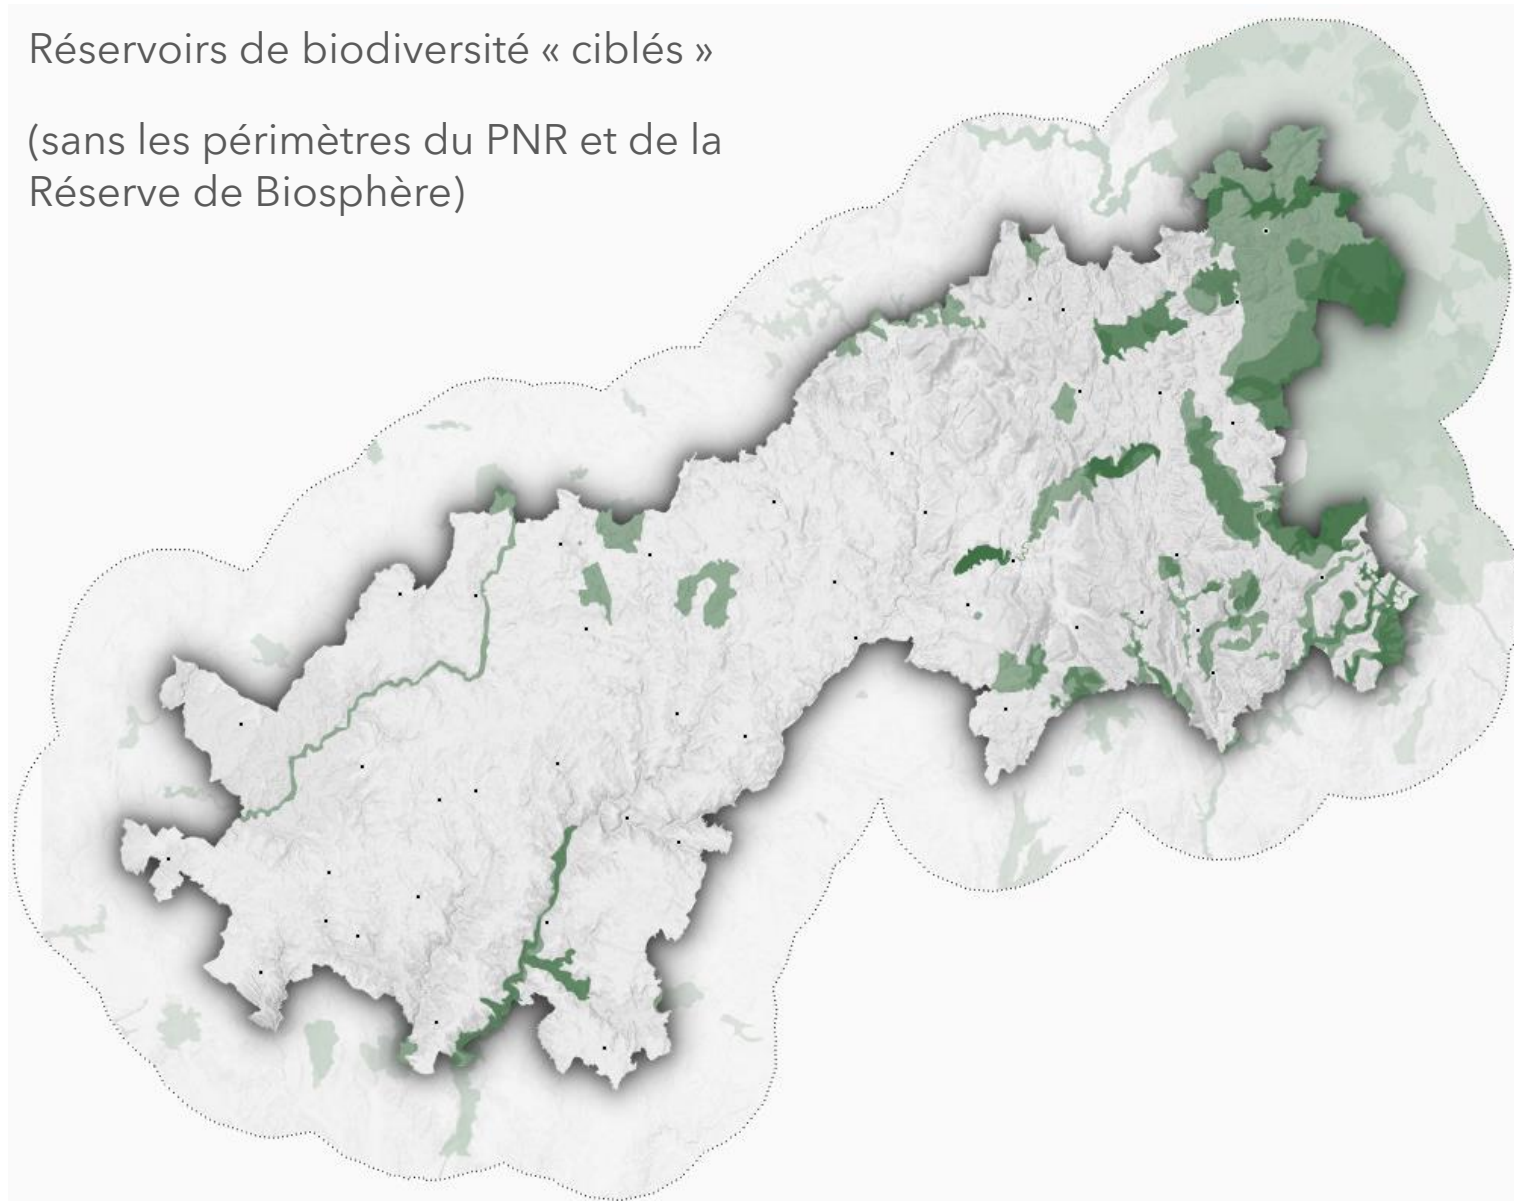 Réservoirs de biodiversité « ciblés »
(sans les périmètres du PNR et de la
Réserve de Biosphère)